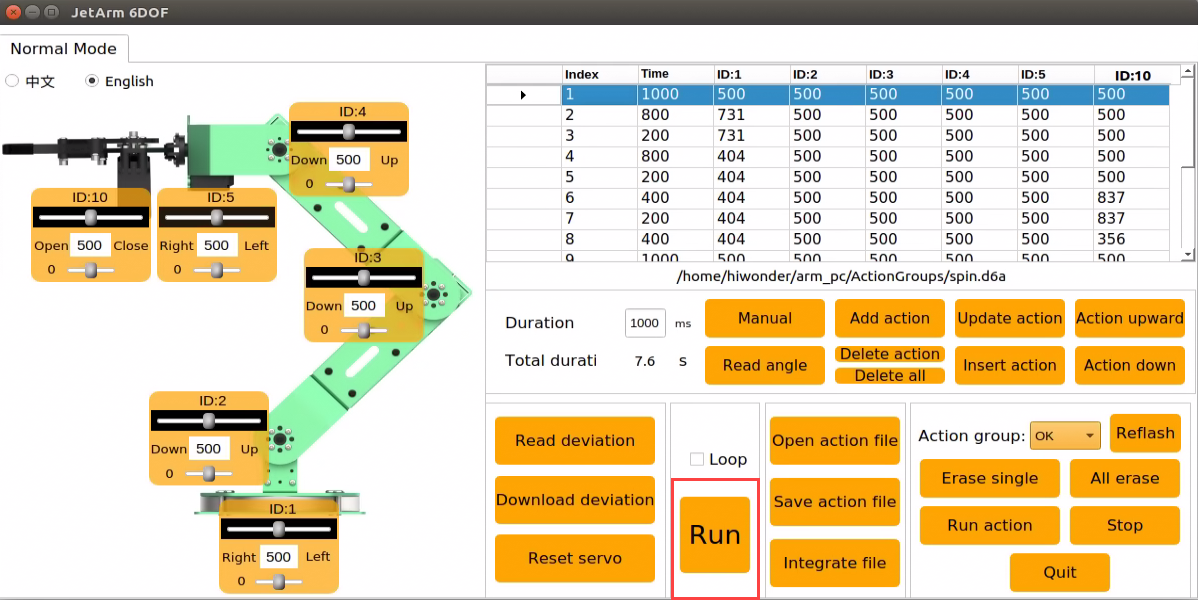 JetArm 6DOF
Normal Mode
中文 English
ID:4
Down 500 Up
0
ID:10
Open 500 Close
0
ID:5
Right 500 Left
0
ID:3
Down 500 Up
0
ID:2
Down 500 Up
0
ID:1
Right 500 Left
0
Index Time ID:1 ID:2 ID:3 ID:4 ID:5 ID:10
1 1000 500 500 500 500 500 500
2 800 731 500 500 500 500 500
3 200 731 500 500 500 500 500
4 800 404 500 500 500 500 500
5 200 404 500 500 500 500 500
6 400 404 500 500 500 500 837
7 200 404 500 500 500 500 837
8 400 404 500 500 500 500 356
9 1000 500 500 500 500 500 500
/home/hiwonder/arm_pc/ActionGroups/spin.d6a
Duration 1000 ms
Total durati 7.6 S
Manual Add action Update action Action upward
Read angle Delete action Delete all Insert action Action down
Read deviation
Download deviation
Reset servo
Loop
Run
Open action file
Save action file
Integrate file
Action group: OK Reflash
Erase single All erase
Run action Stop
Quit